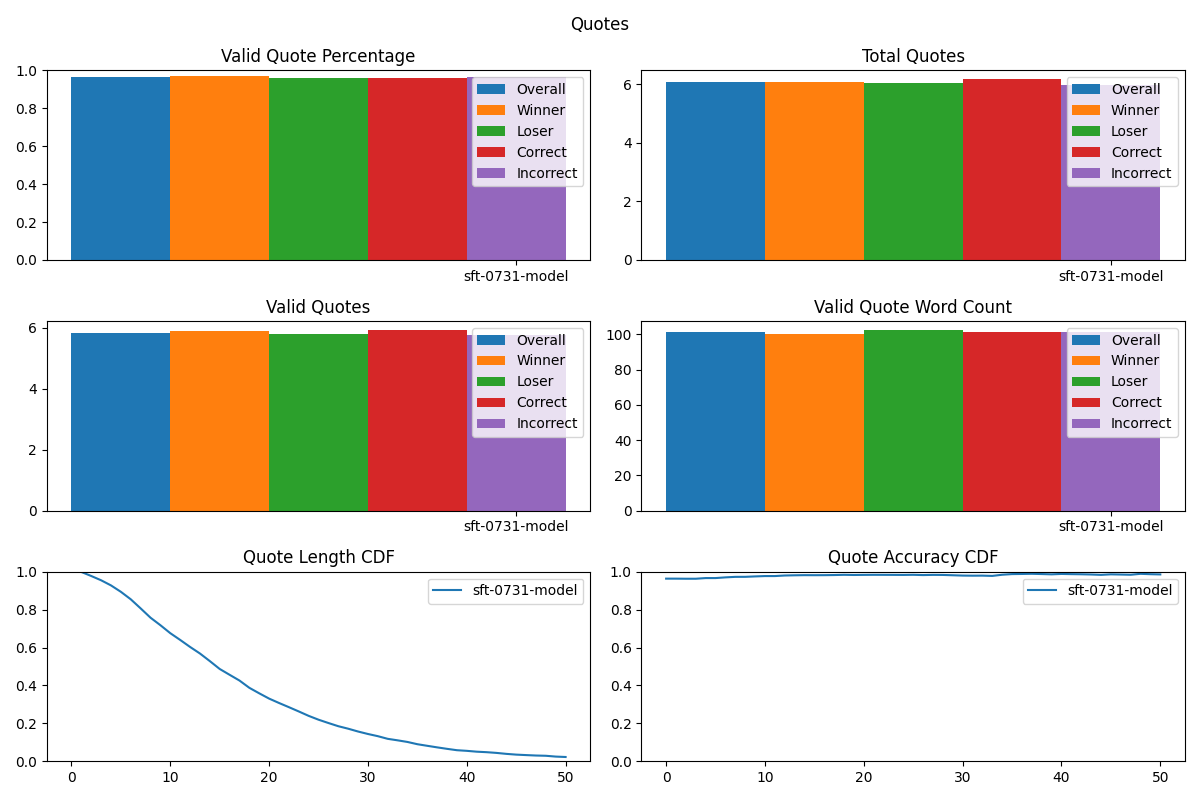 Quotes
Valid Quote Percentage
1.0
0.8
0.6
0.4
0.2
0.0
Overall
Winner
Loser
Correct
Incorrect
sft-0731-model
Total Quotes
6
4
2
0
Overall
Winner
Loser
Correct
Incorrect
sft-0731-model
Valid Quotes
6
4
2
0
Overall
Winner
Loser
Correct
Incorrect
sft-0731-model
Valid Quote Word Count
100
80
60
40
20
0
Overall
Winner
Loser
Correct
Incorrect
sft-0731-model
Quote Length CDF
1.0
0.8
0.6
0.4
0.2
0.0
sft-0731-model
0 10 20 30 40 50
Quote Accuracy CDF
1.0
0.8
0.6
0.4
0.2
0.0
sft-0731-model
0 10 20 30 40 50